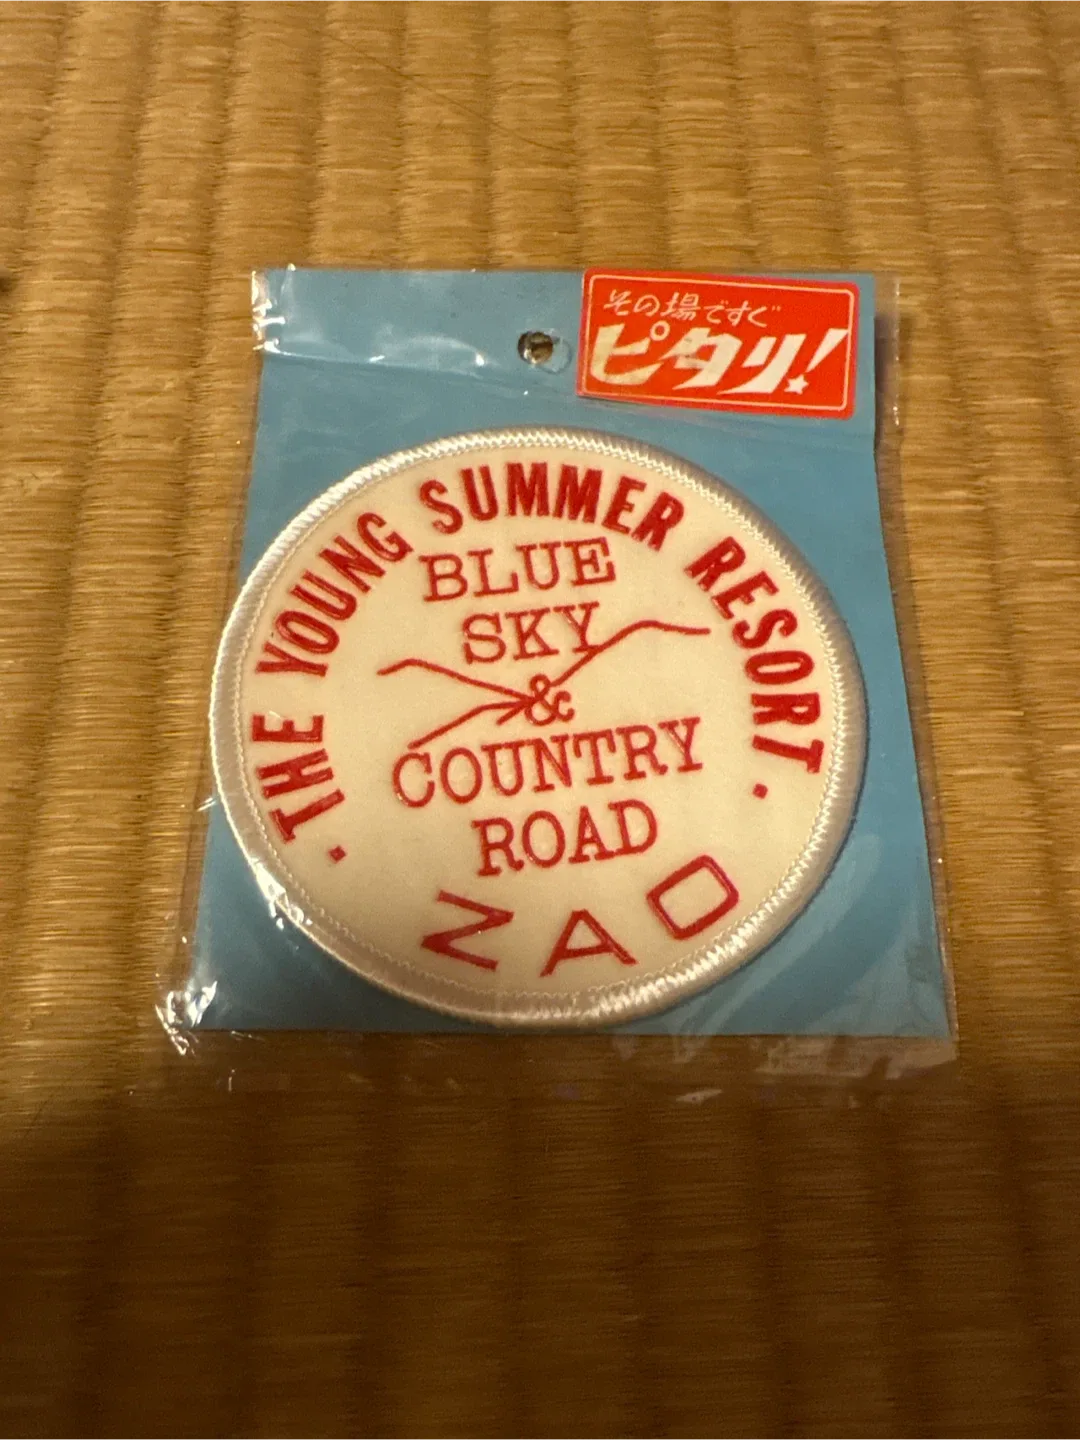 その場ですぐ
ピタリ!
· THE YOUNG SUMMER RESORT ·
BLUE
SKY
&
COUNTRY
ROAD
ZAO